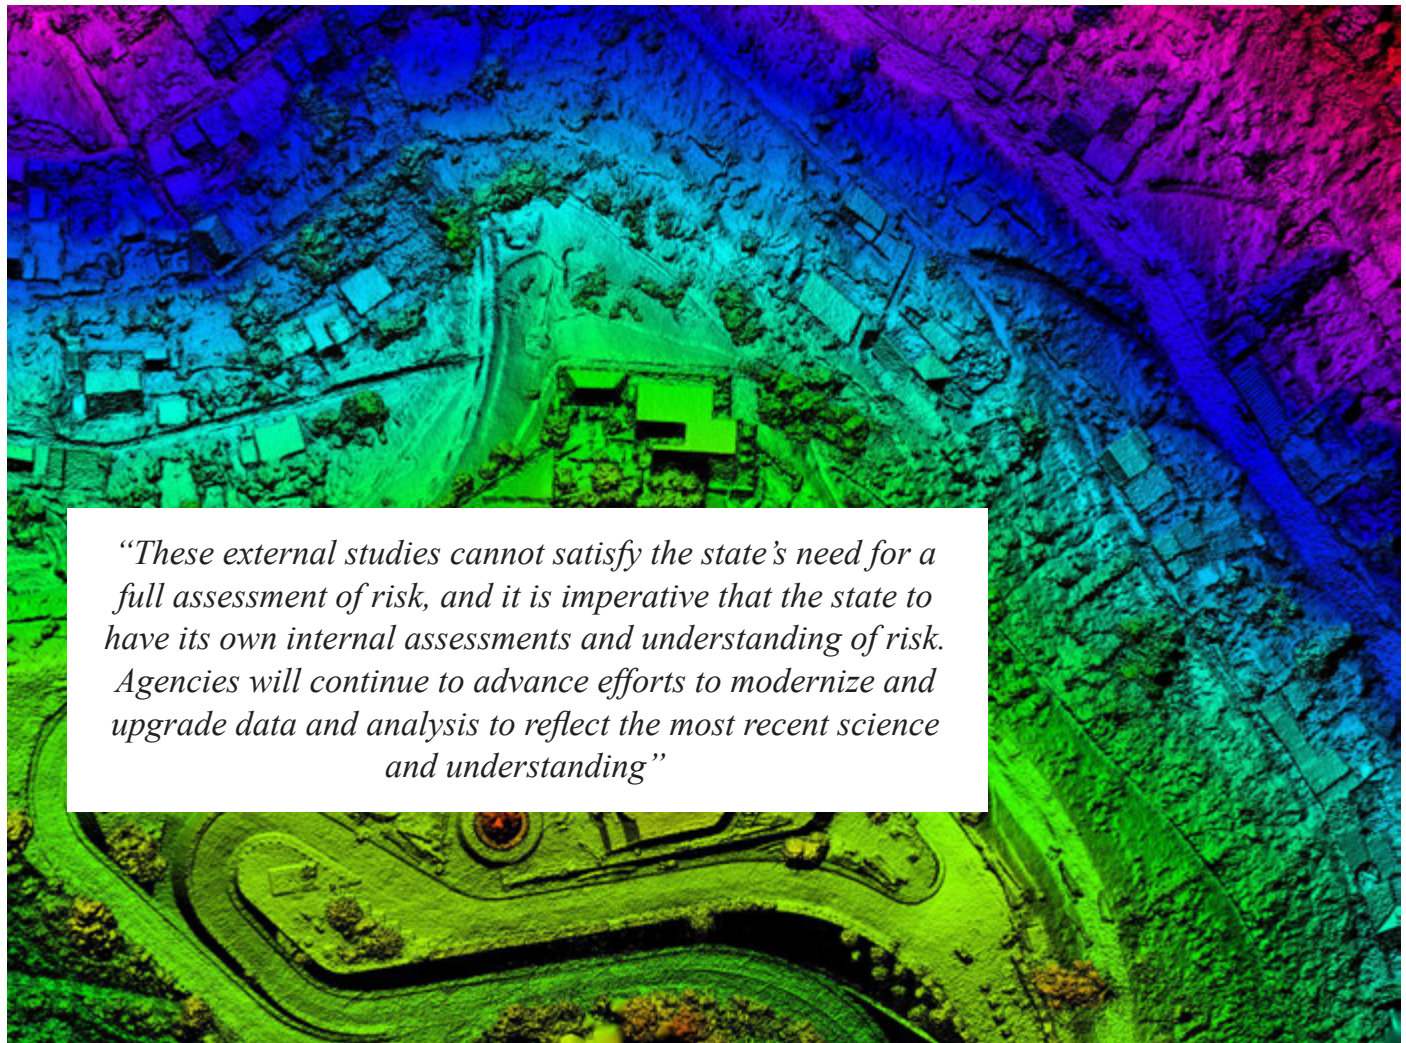 “These external studies cannot satisfy the state’s need for a
full assessment of risk, and it is imperative that the state to
have its own internal assessments and understanding of risk.
Agencies will continue to advance efforts to modernize and
upgrade data and analysis to reflect the most recent science
and understanding”